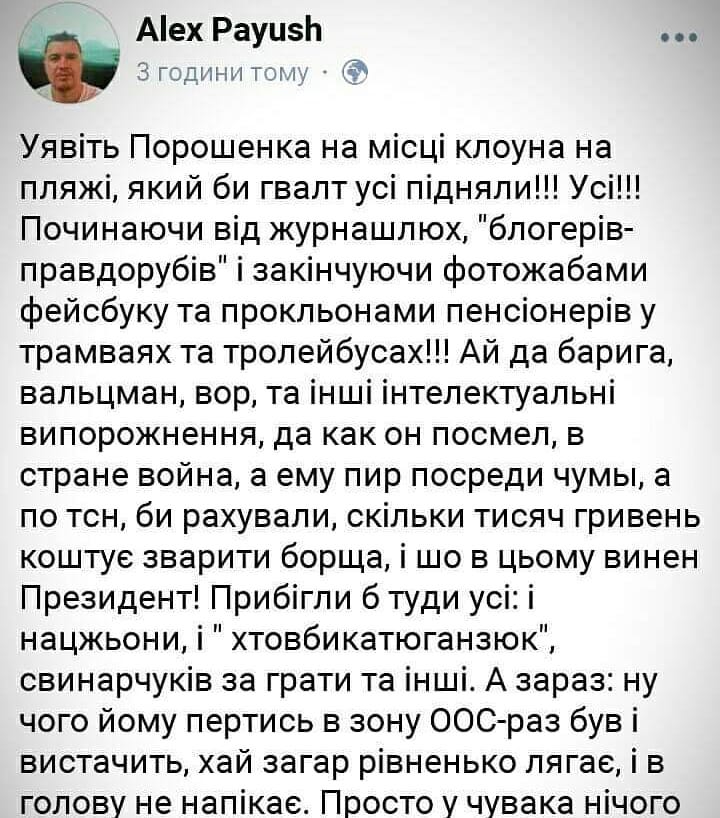 Alex Payush
3 години тому ·
Уявіть Порошенка на місці клоуна на
пляжі, який би гвалт усі підняли!!! Усі!!!
Починаючи від журнашлюх, "блогерів-
правдорубів" і закінчуючи фотожабами
фейсбуку та прокльонами пенсіонерів у
трамваях та тролейбусах!!! Ай да барига,
вальцман, вор, та інші інтелектуальні
випорожнення, да как он посмел, в
стране война, а ему пир посреди чумы, а
по тсн, би рахували, скільки тисяч гривень
коштує зварити борща, і шо в цьому винен
Президент! Прибігли б туди усі: і
нацжьони, і " хтовбикатюганзюк",
свинарчуків за грати та інші. А зараз: ну
чого йому пертись в зону ООС-раз був і
вистачить, хай загар рівненько лягає, і в
голову не напікає. Просто у чувака нічого